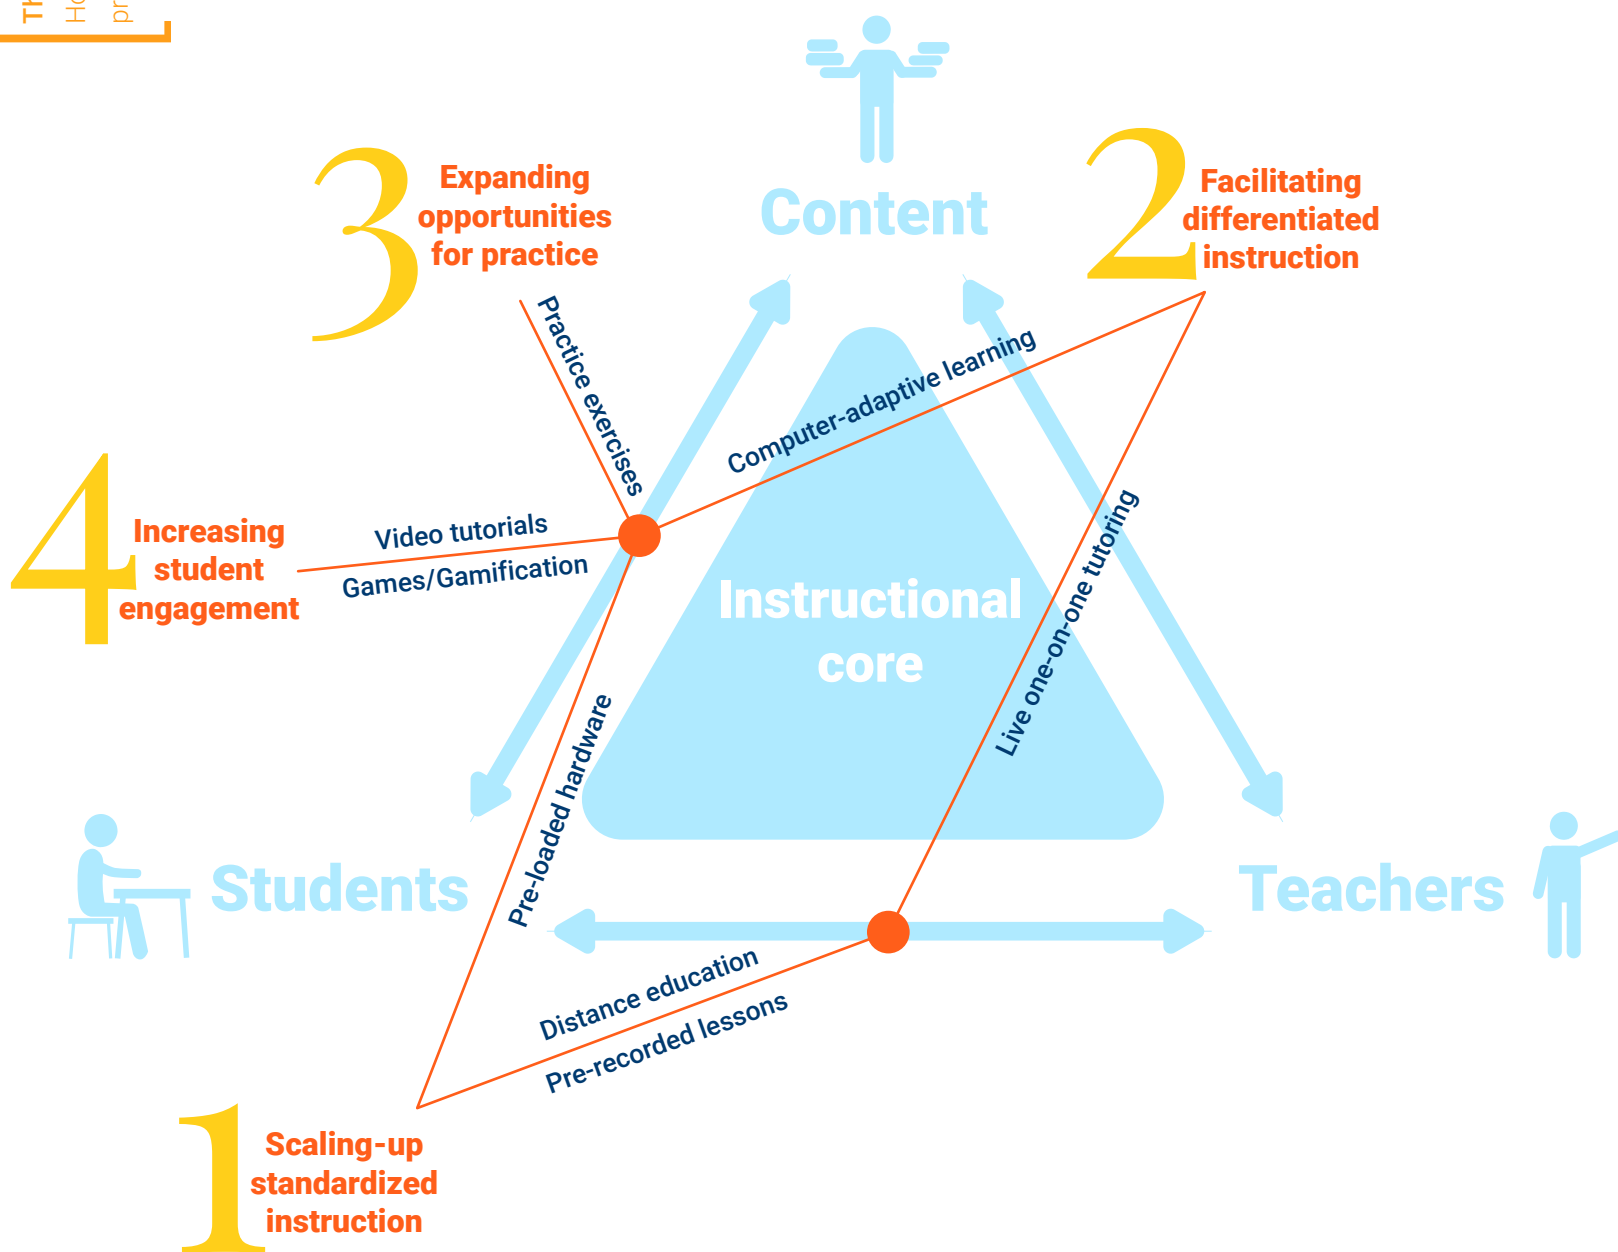 Content
3
Expanding
opportunities
for practice
2
Facilitating
differentiated
instruction
Practice exercises
Computer-adaptive learning
4
Increasing
student
engagement
Video tutorials
Games/Gamification
Live one-on-one tutoring
Instructional
core
Pre-loaded hardware
Students
Teachers
Distance education
Pre-recorded lessons
1
Scaling-up
standardized
instruction